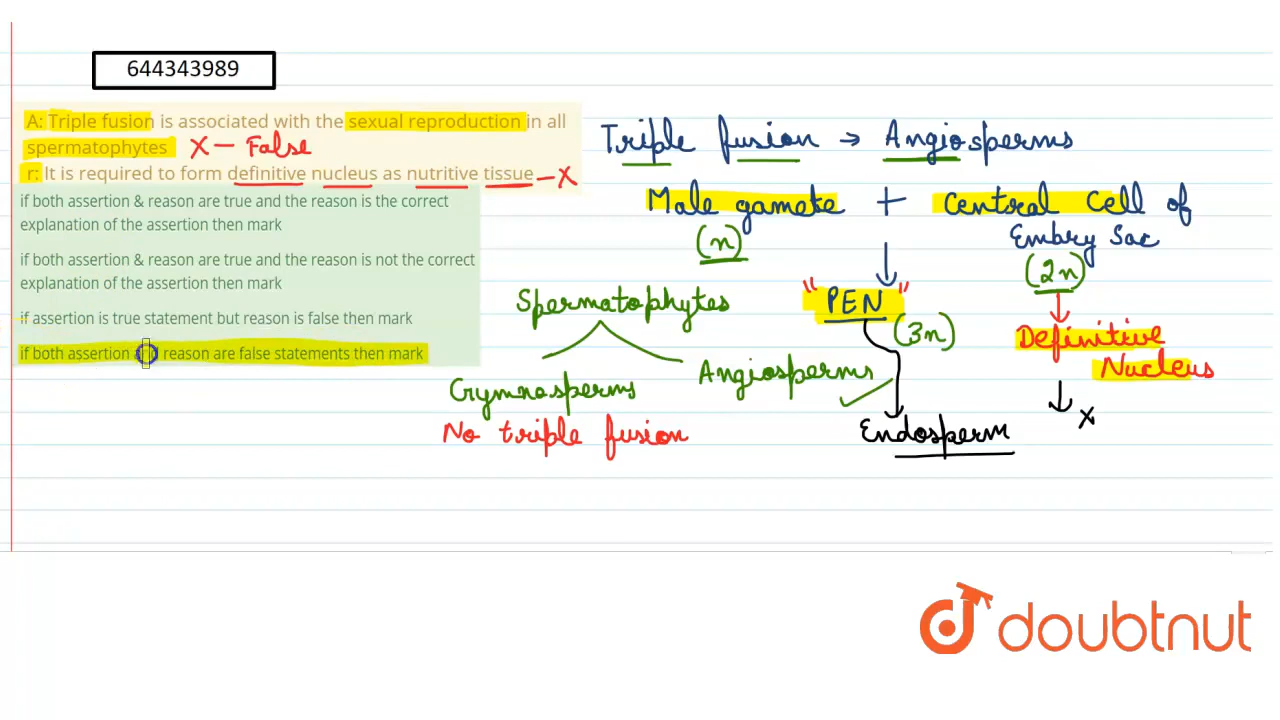 644343989
A: Triple fusion is associated with the sexual reproduction in all
spermatophytes X - False
r: It is required to form definitive nucleus as nutritive tissue - X
if both assertion & reason are true and the reason is the correct
explanation of the assertion then mark
if both assertion & reason are true and the reason is not the correct
explanation of the assertion then mark
if assertion is true statement but reason is false then mark
if both assertion reason are false statements then mark
Triple fusion → Angiosperms
Male gamete + Central Cell of
Embry Sac
(n)
(2n)
"PEN"
(3n)
Definitive
Nucleus
X
Endosperm
Spermatophytes
Gymnosperms
Angiosperms
No triple fusion
doubtnut